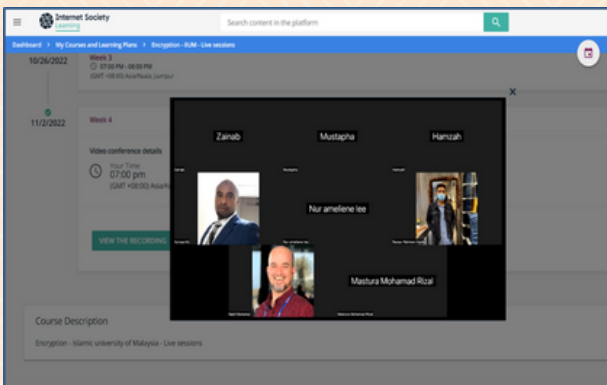 Internet Society
Learning
Search content in the platform
Dashboard > My Courses and Learning Plans > Encryption - IIUM - Live sessions
10/26/2022
Week 3
07:00 PM - 08:00 PM
(GMT +08:00) Asia/Kuala_Lumpur
X
11/2/2022
Week 4
Video conference details
Your Time
07:00 pm
(GMT +08:00)
VIEW THE RECORDING
Zainab
Mustapha
Hamzah
Nur ameliene lee
Mastura Mohamad Rizal
Course Description
Encryption - Islamic university of Malaysia - Live sessions